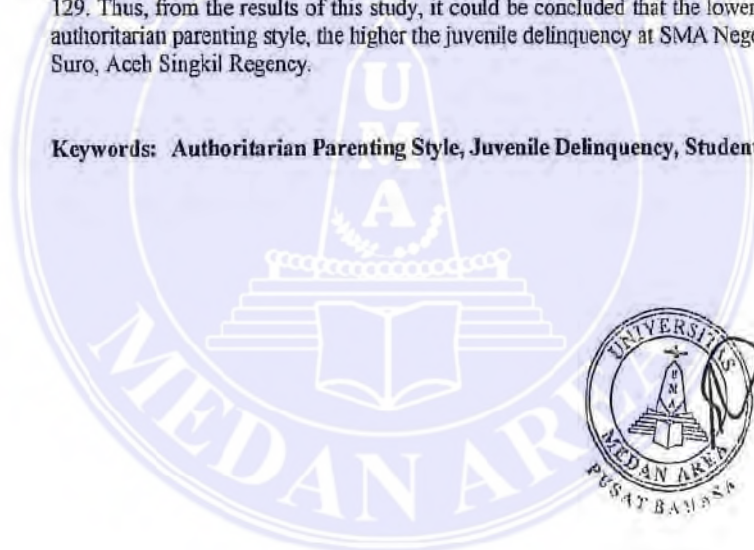 129. Thus, from the results of this study, it could be concluded that the lower
authoritarian parenting style, the higher the juvenile delinquency at SMA Neg
Suro, Aceh Singkil Regency.
Keywords: Authoritarian Parenting Style, Juvenile Delinquency, Studen
U
M
A
MEDAN AREA
UNIVERSITAS
U
M
A
MEDAN AREA
PUSAT BAHASA